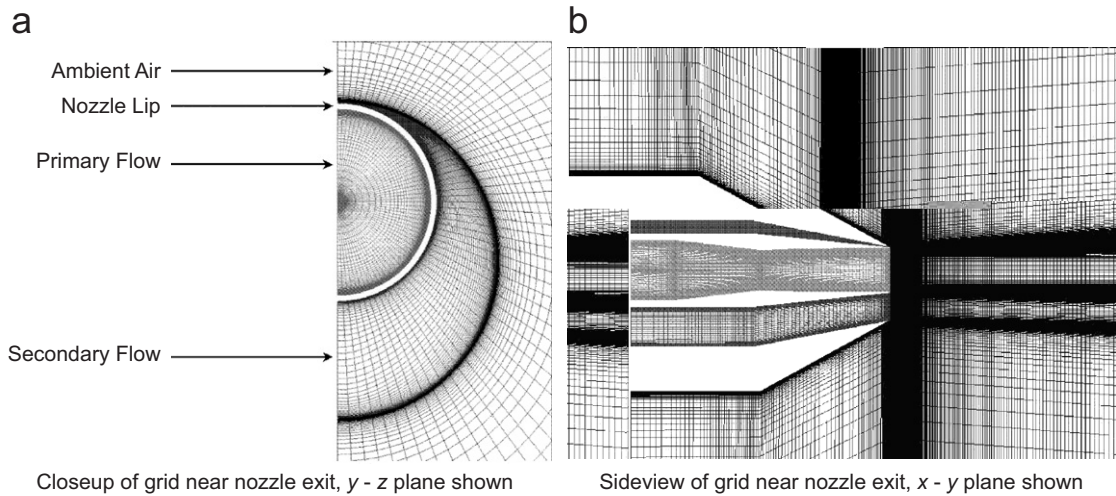 a
b
Ambient Air
Nozzle Lip
Primary Flow
Secondary Flow
Closeup of grid near nozzle exit, y - z plane shown
Sideview of grid near nozzle exit, x - y plane shown